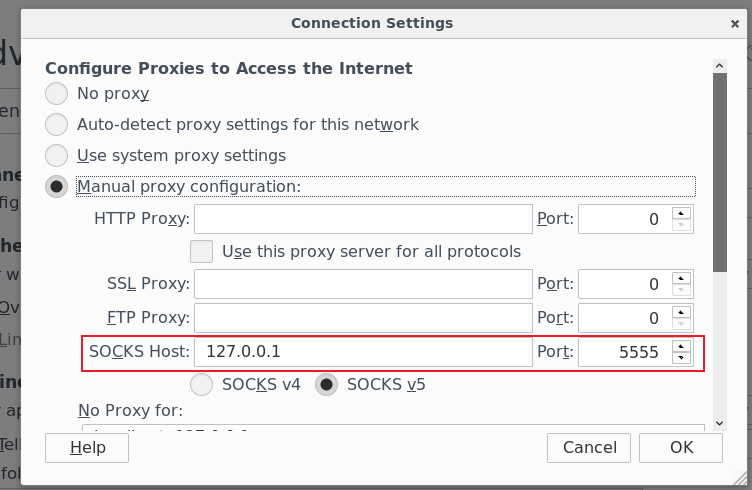 Connection Settings
Configure Proxies to Access the Internet
No proxy
Auto-detect proxy settings for this network
Use system proxy settings
Manual proxy configuration:
HTTP Proxy: Port: 0
Use this proxy server for all protocols
SSL Proxy: Port: 0
FTP Proxy: Port: 0
SOCKS Host: 127.0.0.1 Port: 5555
SOCKS v4 SOCKS v5
No Proxy for:
Help Cancel OK